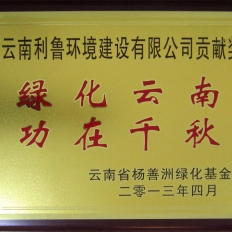 云南利鲁环境建设有限公司贡献奖
绿化云南
功在千秋
云南省杨善洲绿化基金
二零一三年四月